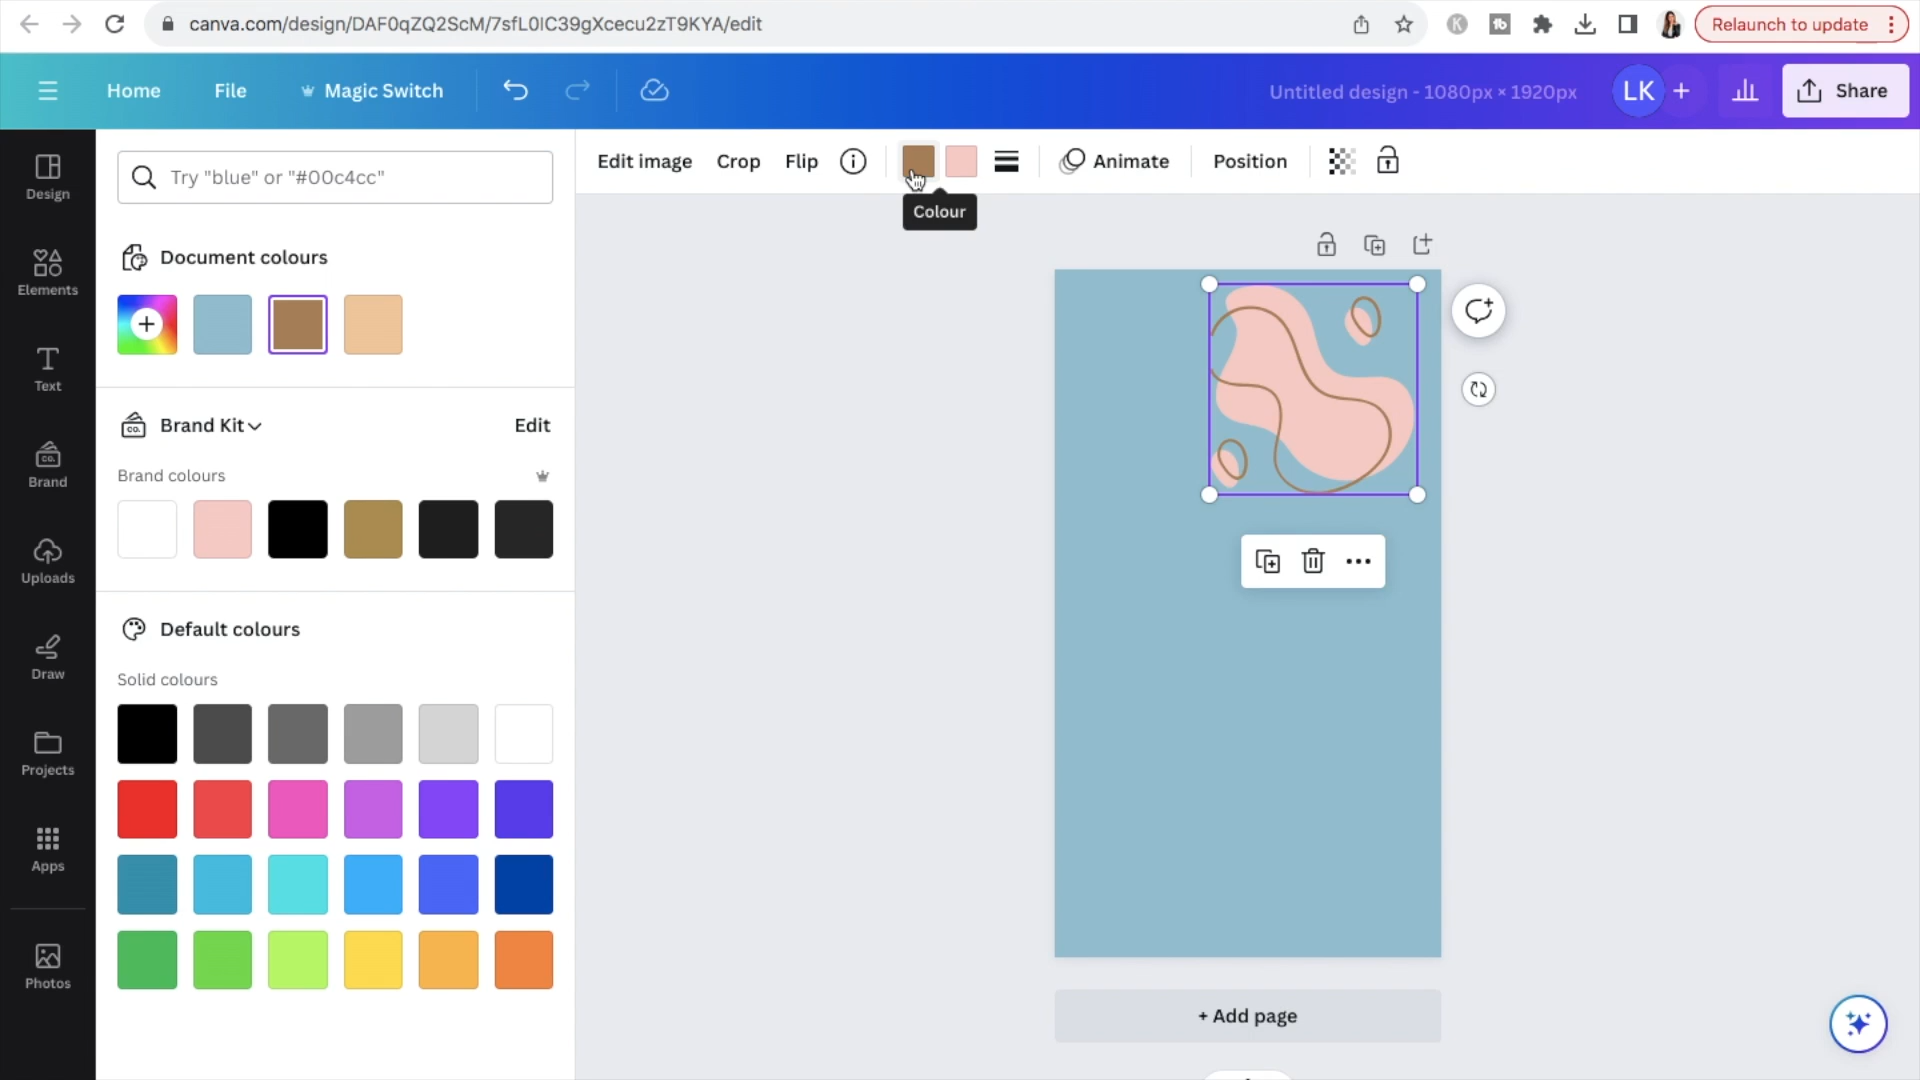 canva.com/design/DAF0qZQ2ScM/7sfL0IC39gXcecu2zT9KYA/edit
Relaunch to update
Home
File
Magic Switch
Untitled design - 1080px × 1920px
LK
Share
Design
Elements
Text
Brand
Uploads
Draw
Projects
Apps
Photos
Try "blue" or "#00c4cc"
Document colours
Brand Kit
Edit
Brand colours
Default colours
Solid colours
Edit image
Crop
Flip
Animate
Position
Colour
+ Add page